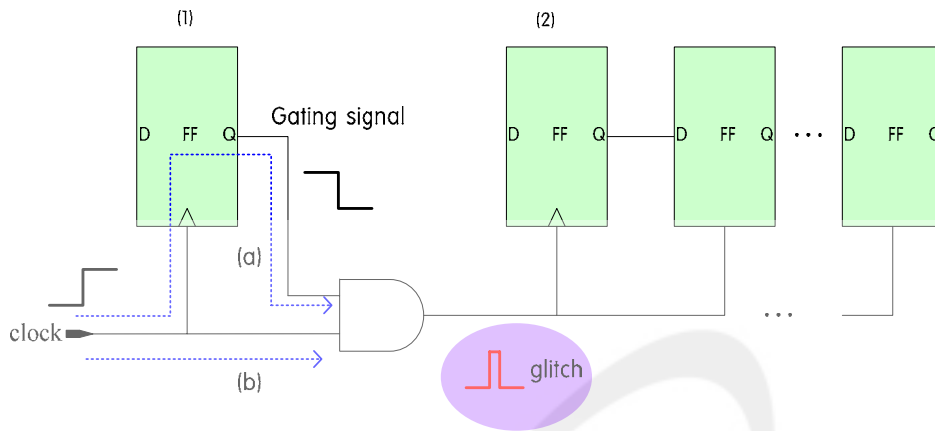 (1) (2)
D FF Q Gating signal D FF Q D FF Q ••• D FF
(a)
clock •••
(b) glitch